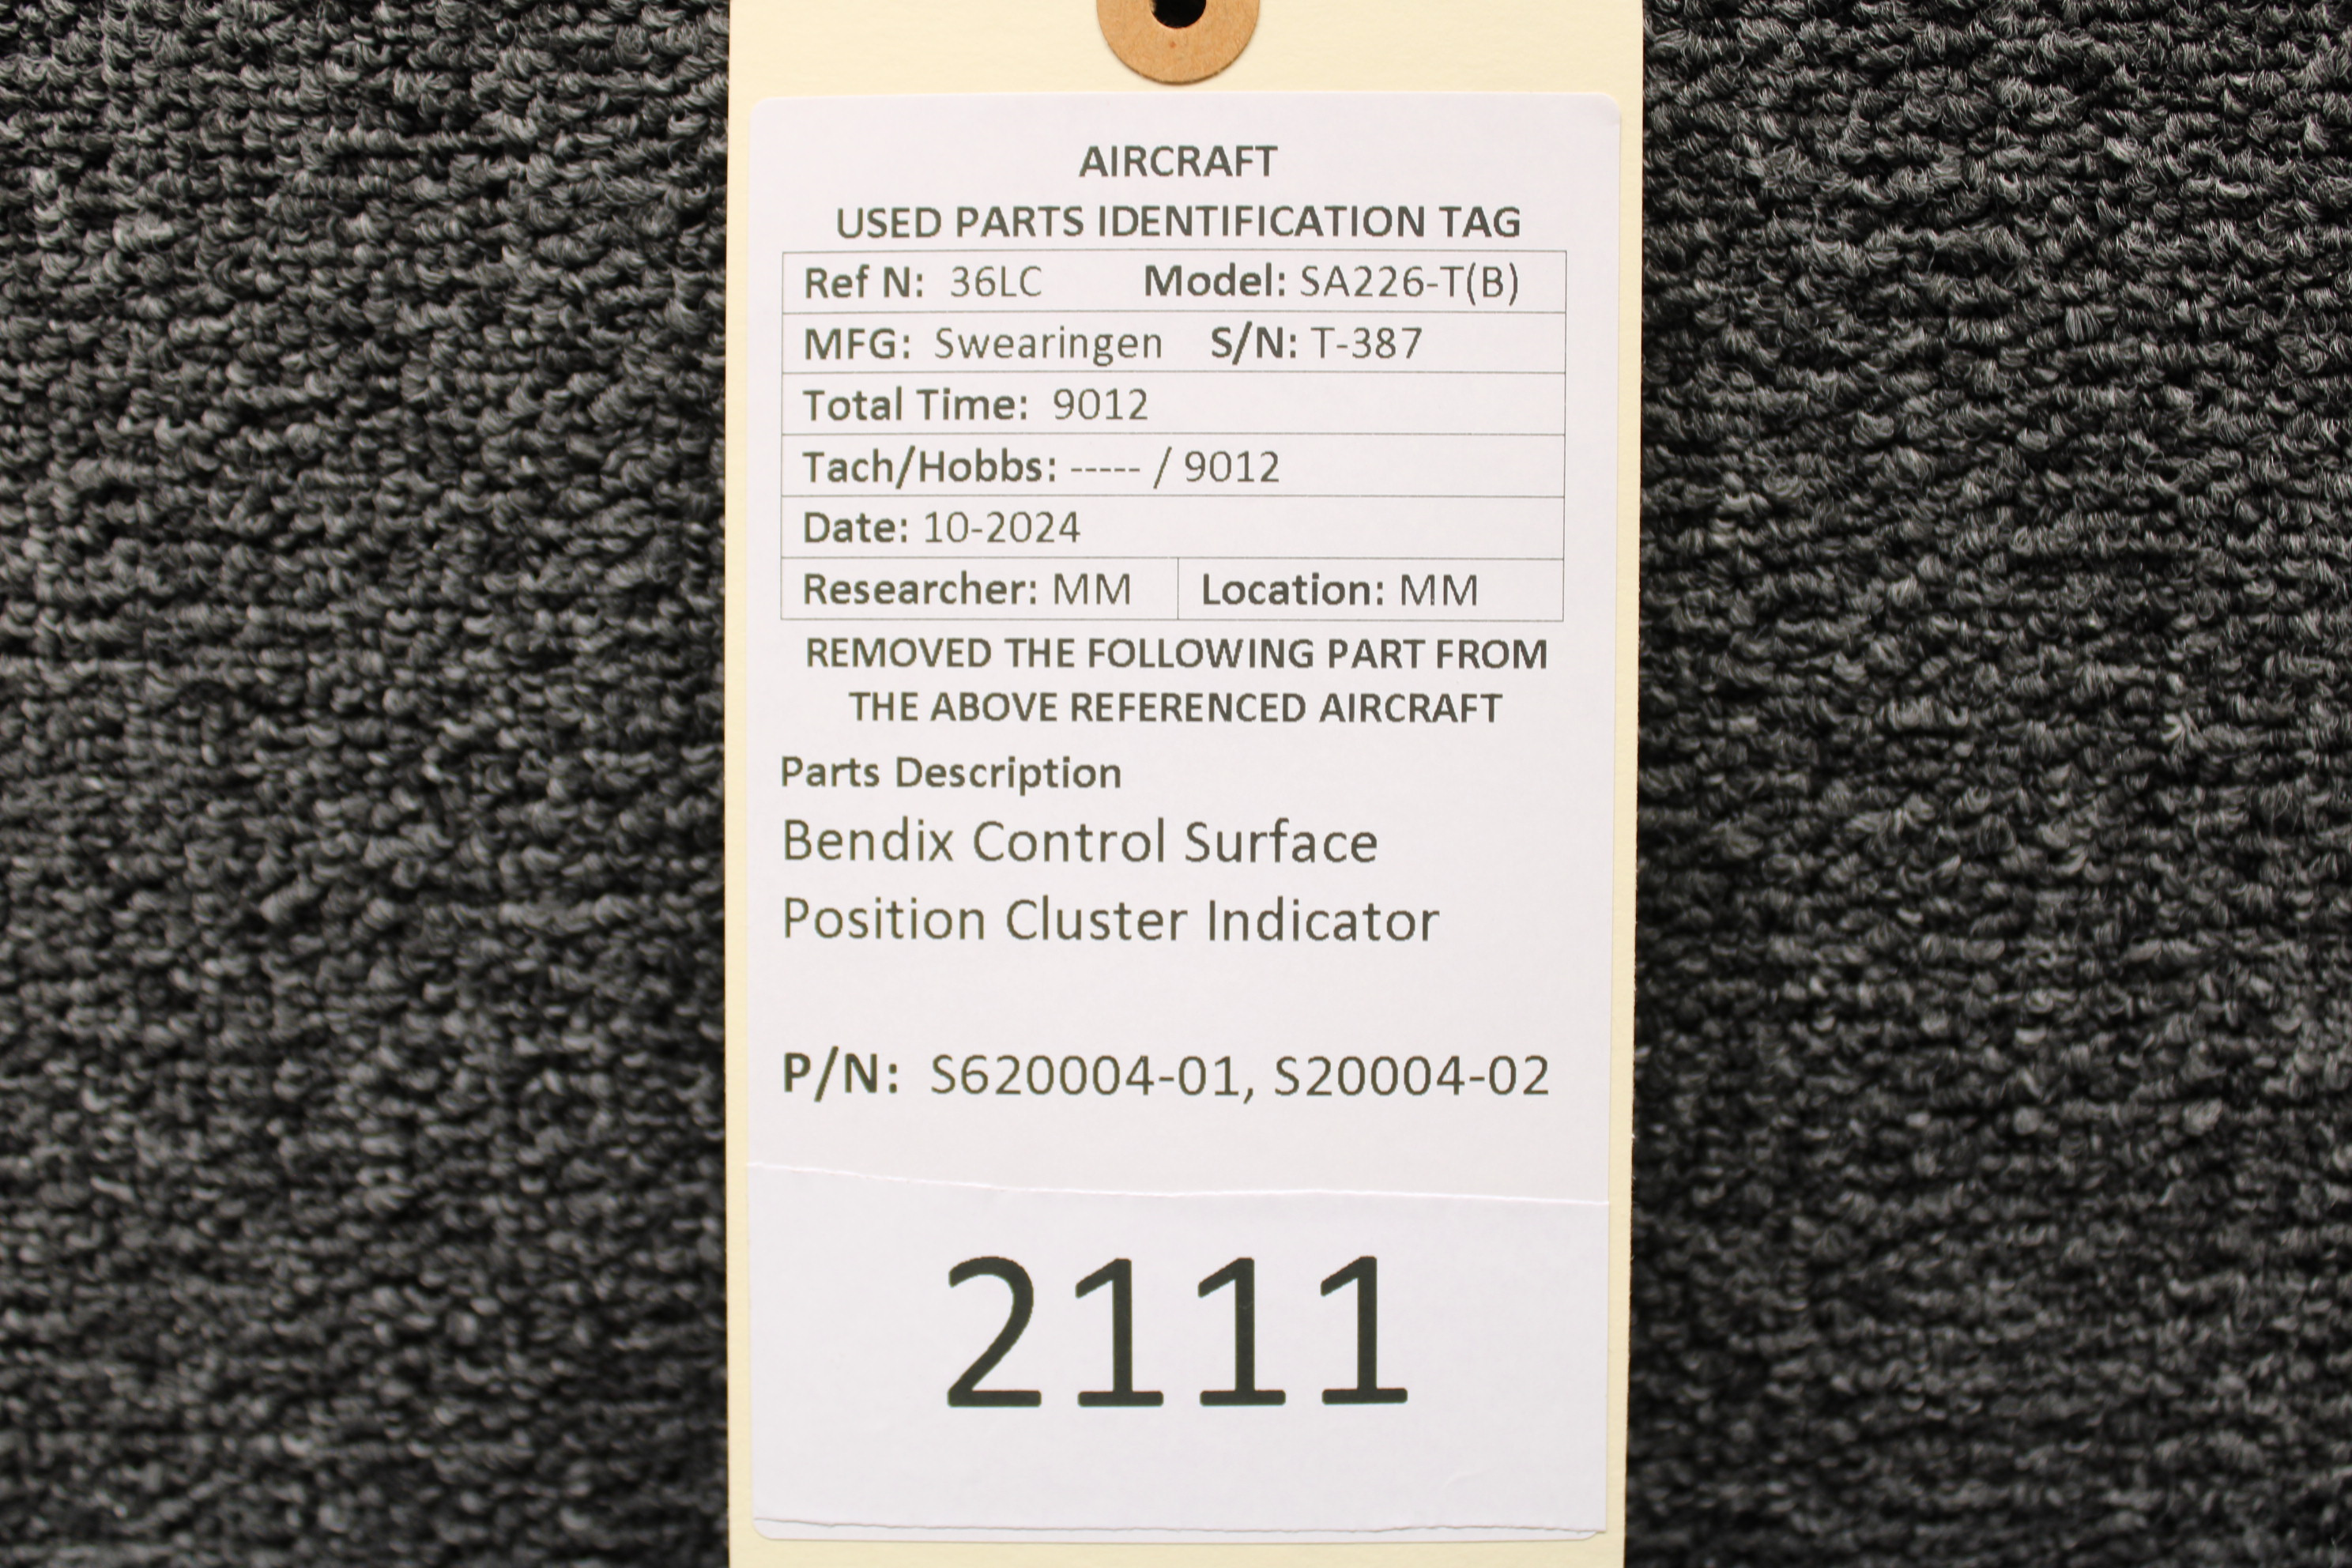 AIRCRAFT
USED PARTS IDENTIFICATION TAG
Ref N: 36LC Model: SA226-T(B)
MFG: Swearingen S/N: T-387
Total Time: 9012
Tach/Hobbs: ----- / 9012
Date: 10-2024
Researcher: MM Location: MM
REMOVED THE FOLLOWING PART FROM
THE ABOVE REFERENCED AIRCRAFT
Parts Description
Bendix Control Surface
Position Cluster Indicator
P/N: S620004-01, S20004-02
2111